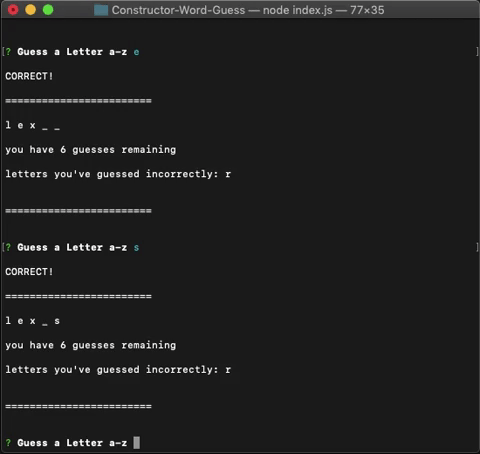 Constructor-Word-Guess — node index.js — 77×35
[? Guess a Letter a-z e ]
CORRECT!
========================
l e x _ _
you have 6 guesses remaining
letters you've guessed incorrectly: r
========================
[? Guess a Letter a-z s ]
CORRECT!
========================
l e x _ s
you have 6 guesses remaining
letters you've guessed incorrectly: r
========================
? Guess a Letter a-z